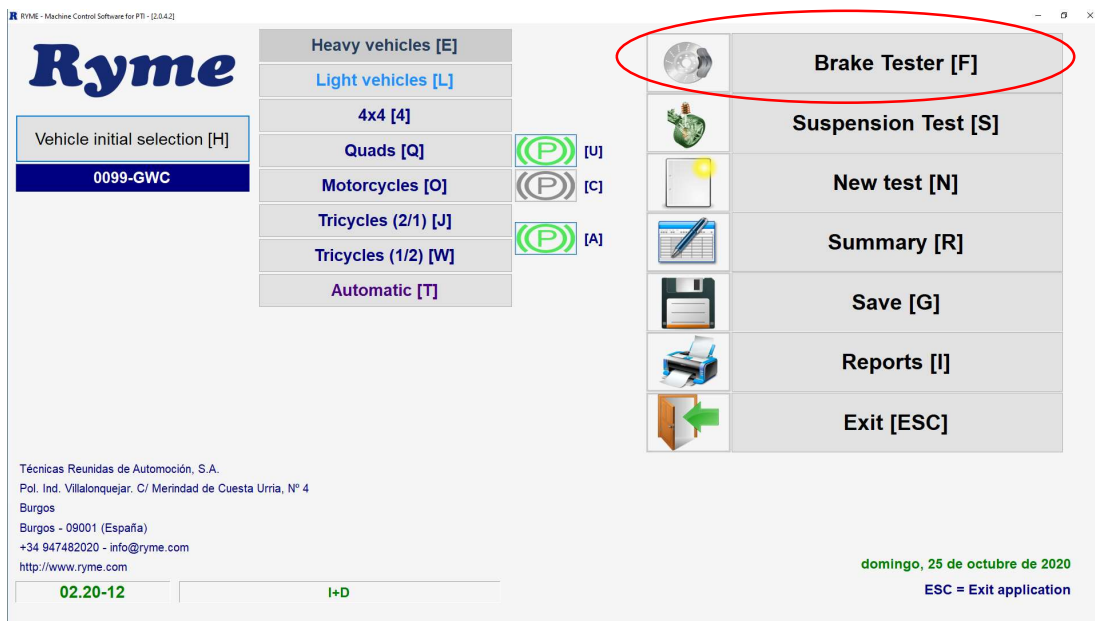 RYME - Machine Control Software for PTI - [2.0.4.2]
Ryme
Vehicle initial selection [H]
0099-GWC
Heavy vehicles [E]
Light vehicles [L]
4x4 [4]
Quads [Q]
Motorcycles [O]
Tricycles (2/1) [J]
Tricycles (1/2) [W]
Automatic [T]
(P) [U]
(P) [C]
(P) [A]
Brake Tester [F]
Suspension Test [S]
New test [N]
Summary [R]
Save [G]
Reports [I]
Exit [ESC]
Técnicas Reunidas de Automoción, S.A.
Pol. Ind. Villalonquejar. C/ Merindad de Cuesta Urria, Nº 4
Burgos
Burgos - 09001 (España)
+34 947482020 - info@ryme.com
http://www.ryme.com
02.20-12
I+D
domingo, 25 de octubre de 2020
ESC = Exit application